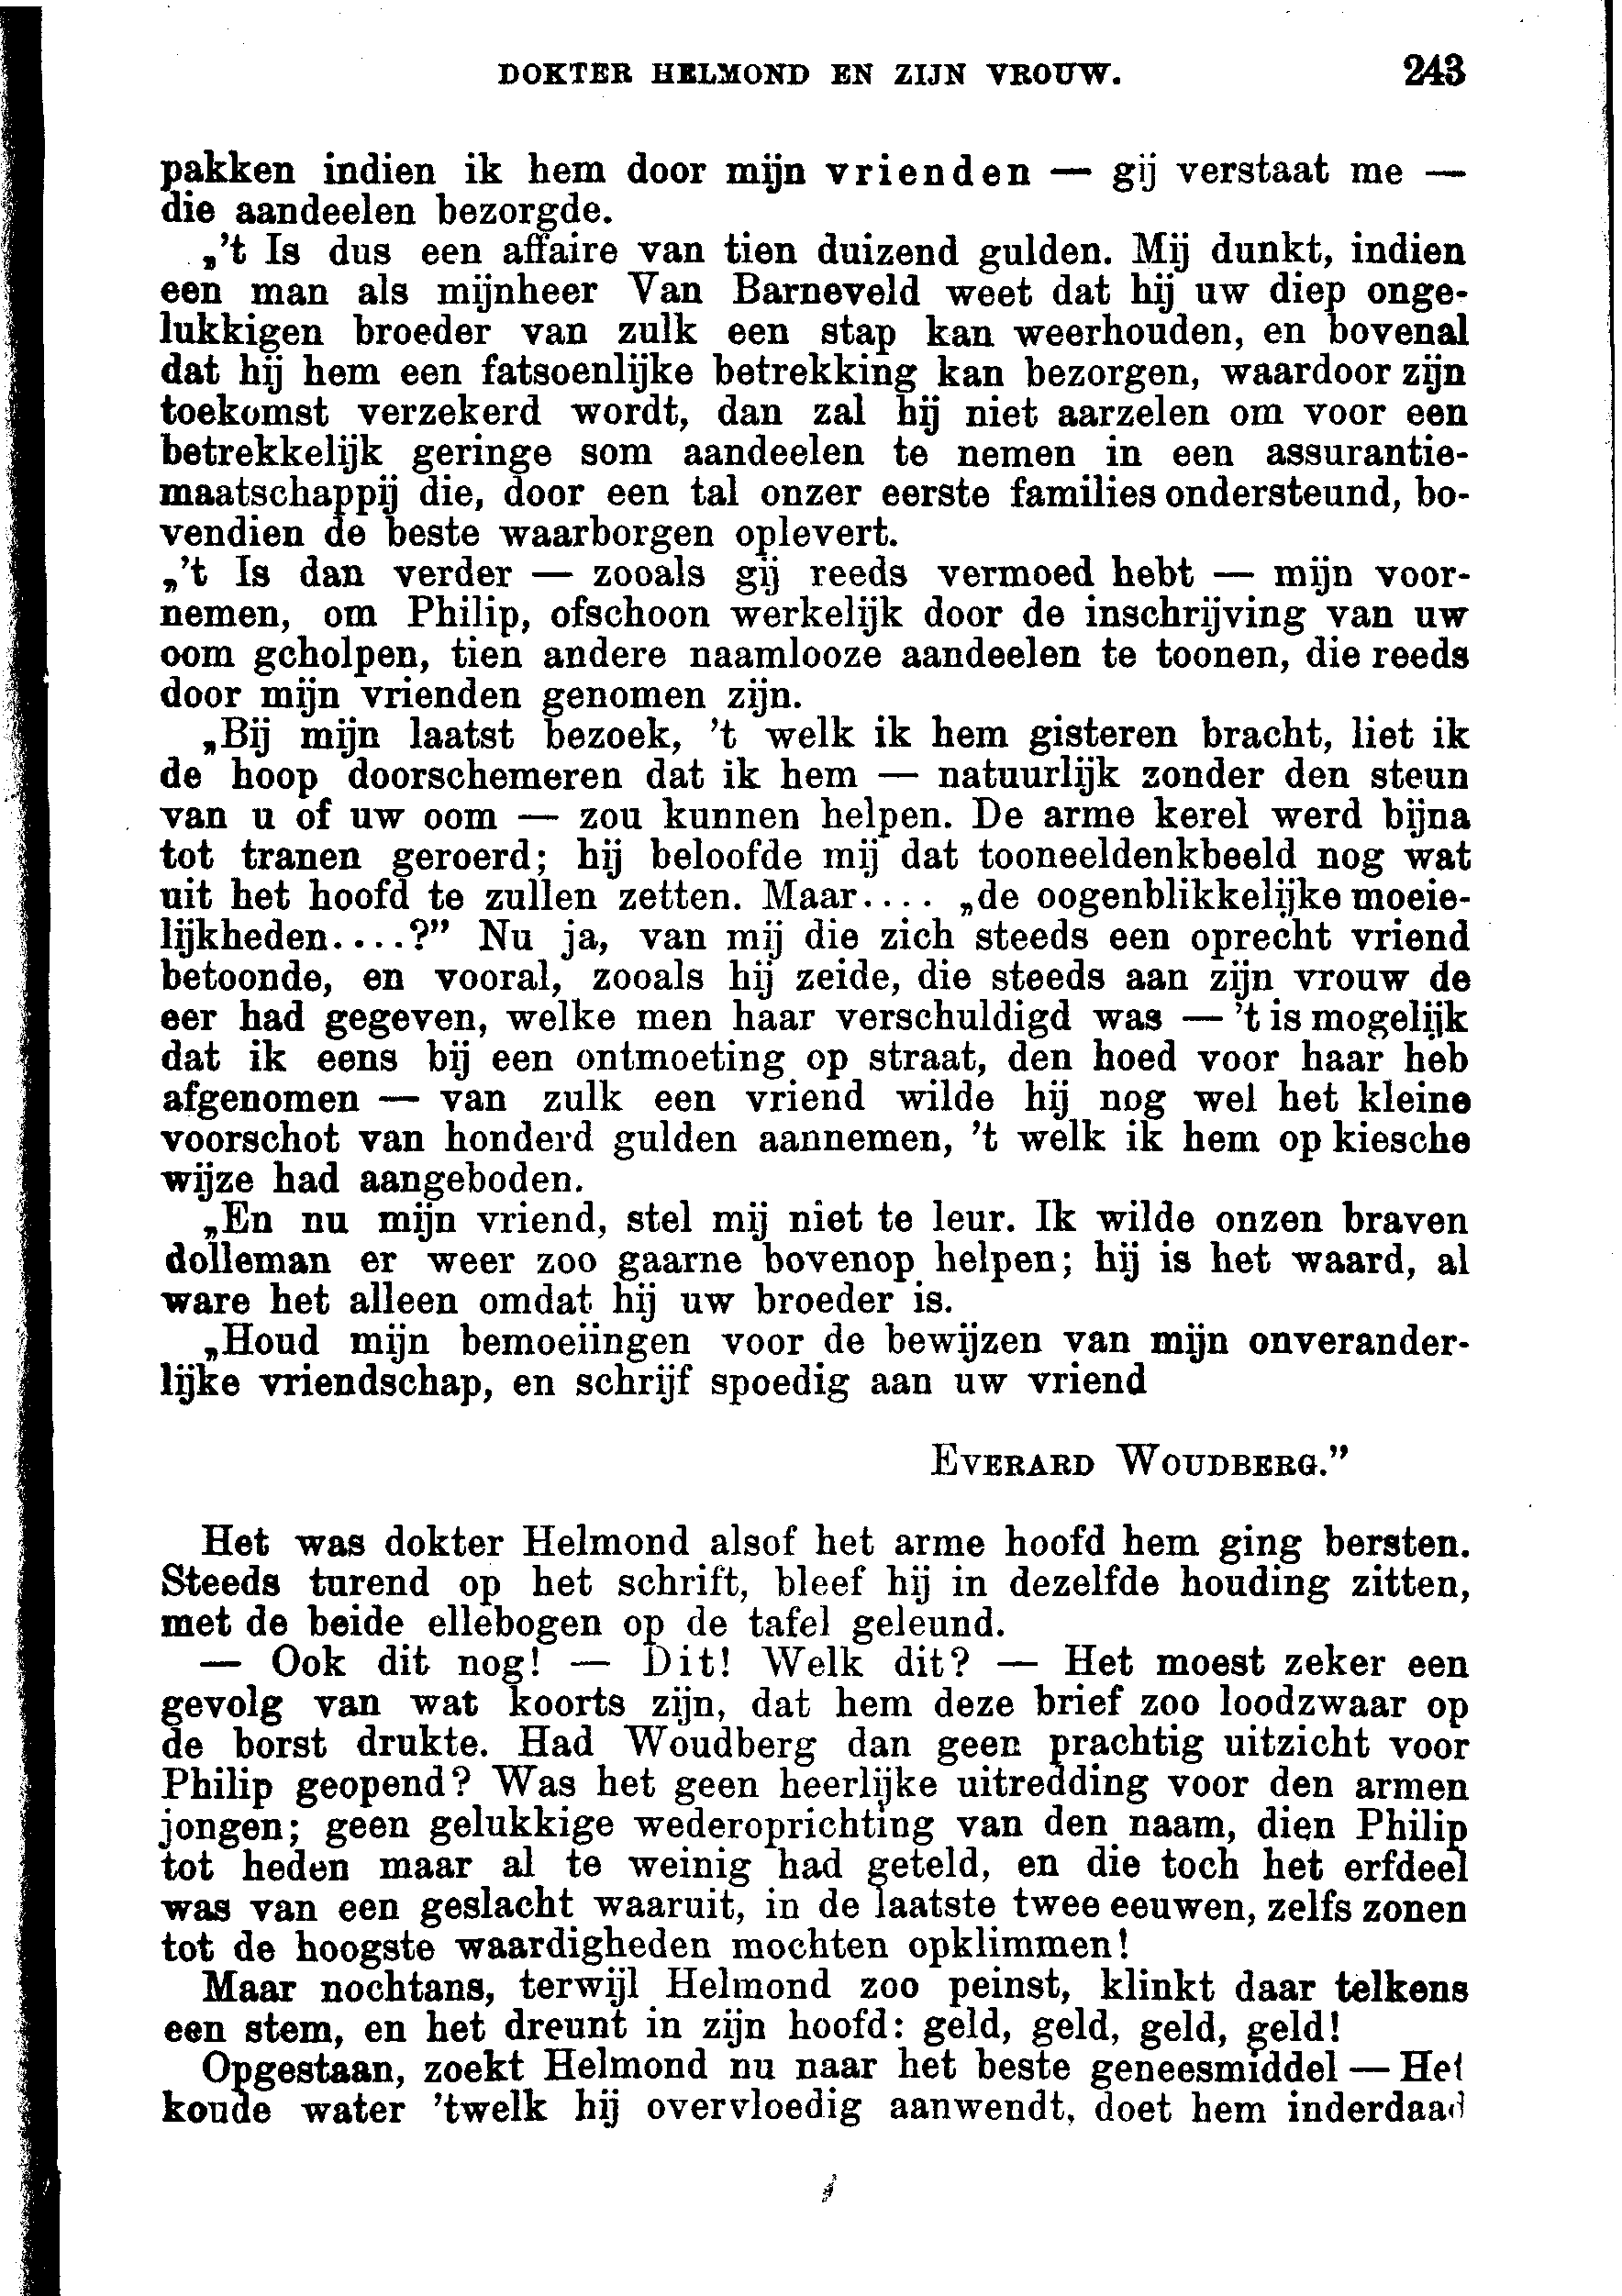 DOKTER HELMOND EN ZIJN VROUW. 243
pakken indien ik hem door mijn vrienden — gij verstaat me —
die aandeelen bezorgde.
„'t Is dus een affaire van tien duizend gulden. Mij dunkt, indien
een man als mijnheer Van Barneveld weet dat hij uw diep onge-
lukkigen broeder van zulk een stap kan weerhouden, en bovenal
dat hij hem een fatsoenlijke betrekking kan bezorgen, waardoor zijn
toekomst verzekerd wordt, dan zal hij niet aarzelen om voor een
betrekkelijk geringe som aandeelen te nemen in een assurantie-
maatschappij die, door een tal onzer eerste families ondersteund, bo-
vendien de beste waarborgen oplevert.
„'t Is dan verder — zooals gij reeds vermoed hebt — mijn voor-
nemen, om Philip, ofschoon werkelijk door de inschrijving van uw
oom gcholpen, tien andere naamlooze aandeelen te toonen, die reeds
door mijn vrienden genomen zijn.
„Bij mijn laatst bezoek, 't welk ik hem gisteren bracht, liet ik
de hoop doorschemeren dat ik hem — natuurlijk zonder den steun
van u of uw oom — zou kunnen helpen. De arme kerel werd bijna
tot tranen geroerd; hij beloofde mij dat tooneeldenkbeeld nog wat
uit het hoofd te zullen zetten. Maar.... „de oogenblikkelijke moeie-
lijkheden....?” Nu ja, van mij die zich steeds een oprecht vriend
betoonde, en vooral, zooals hij zeide, die steeds aan zijn vrouw de
eer had gegeven, welke men haar verschuldigd was — 't is mogelijk
dat ik eens bij een ontmoeting op straat, den hoed voor haar heb
afgenomen — van zulk een vriend wilde hij nog wel het kleine
voorschot van honderd gulden aannemen, 't welk ik hem op kiesche
wijze had aangeboden.
„En nu mijn vriend, stel mij niet te leur. Ik wilde onzen braven
dolleman er weer zoo gaarne bovenop helpen; hij is het waard, al
ware het alleen omdat hij uw broeder is.
„Houd mijn bemoeiingen voor de bewijzen van mijn onverander-
lijke vriendschap, en schrijf spoedig aan uw vriend
EVERARD WOUDBERG.”
Het was dokter Helmond alsof het arme hoofd hem ging bersten.
Steeds turend op het schrift, bleef hij in dezelfde houding zitten,
met de beide ellebogen op de tafel geleund.
— Ook dit nog! — Dit! Welk dit? — Het moest zeker een
gevolg van wat koorts zijn, dat hem deze brief zoo loodzwaar op
de borst drukte. Had Woudberg dan geen prachtig uitzicht voor
Philip geopend? Was het geen heerlijke uitredding voor den armen
jongen; geen gelukkige wederoprichting van den naam, dien Philip
tot heden maar al te weinig had geteld, en die toch het erfdeel
was van een geslacht waaruit, in de laatste twee eeuwen, zelfs zonen
tot de hoogste waardigheden mochten opklimmen!
Maar nochtans, terwijl Helmond zoo peinst, klinkt daar telkens
een stem, en het dreunt in zijn hoofd: geld, geld, geld, geld!
Opgestaan, zoekt Helmond nu naar het beste geneesmiddel — Het
koude water 'twelk hij overvloedig aanwendt, doet hem inderdaad